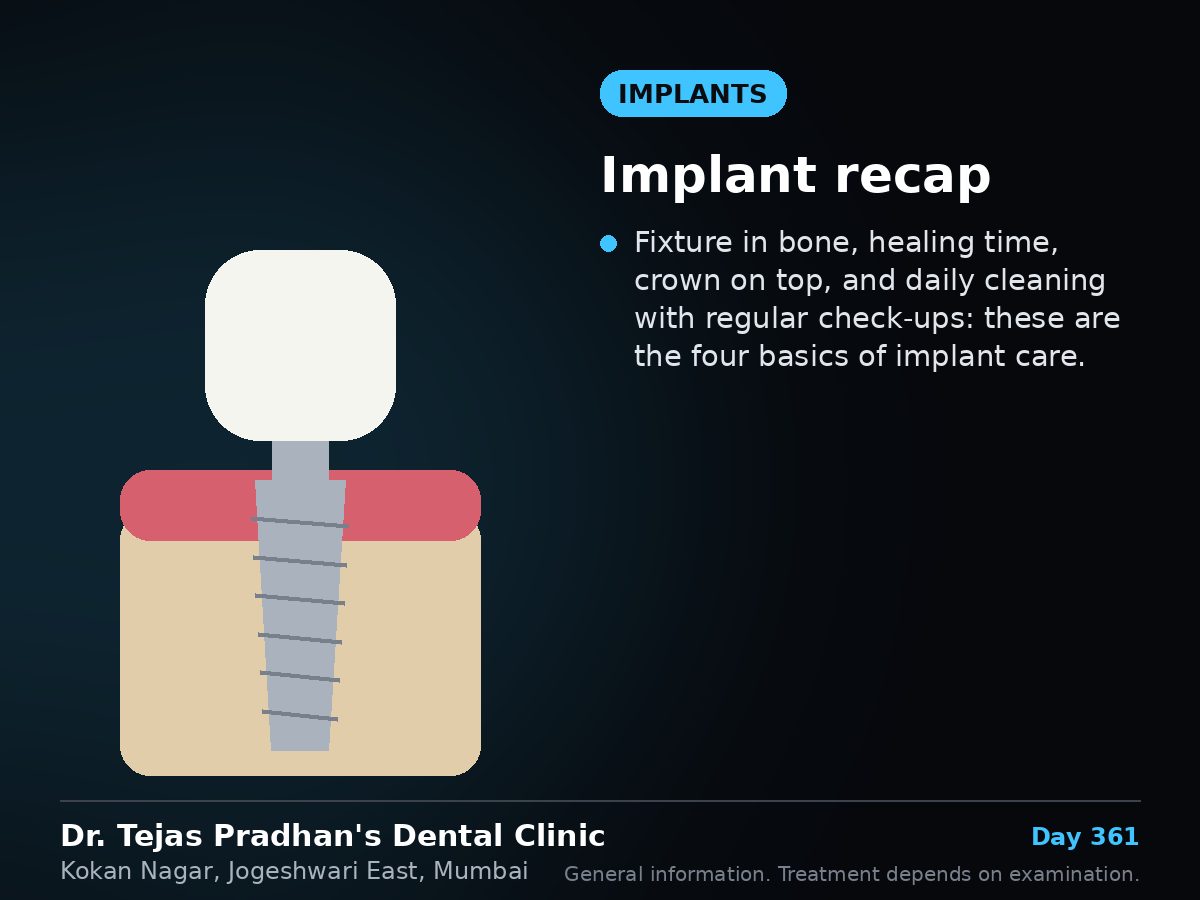 IMPLANTS
Implant recap
Fixture in bone, healing time,
crown on top, and daily cleaning
with regular check-ups: these are
the four basics of implant care.
Dr. Tejas Pradhan's Dental Clinic
Day 361
Kokan Nagar, Jogeshwari East, Mumbai
General information. Treatment depends on examination.